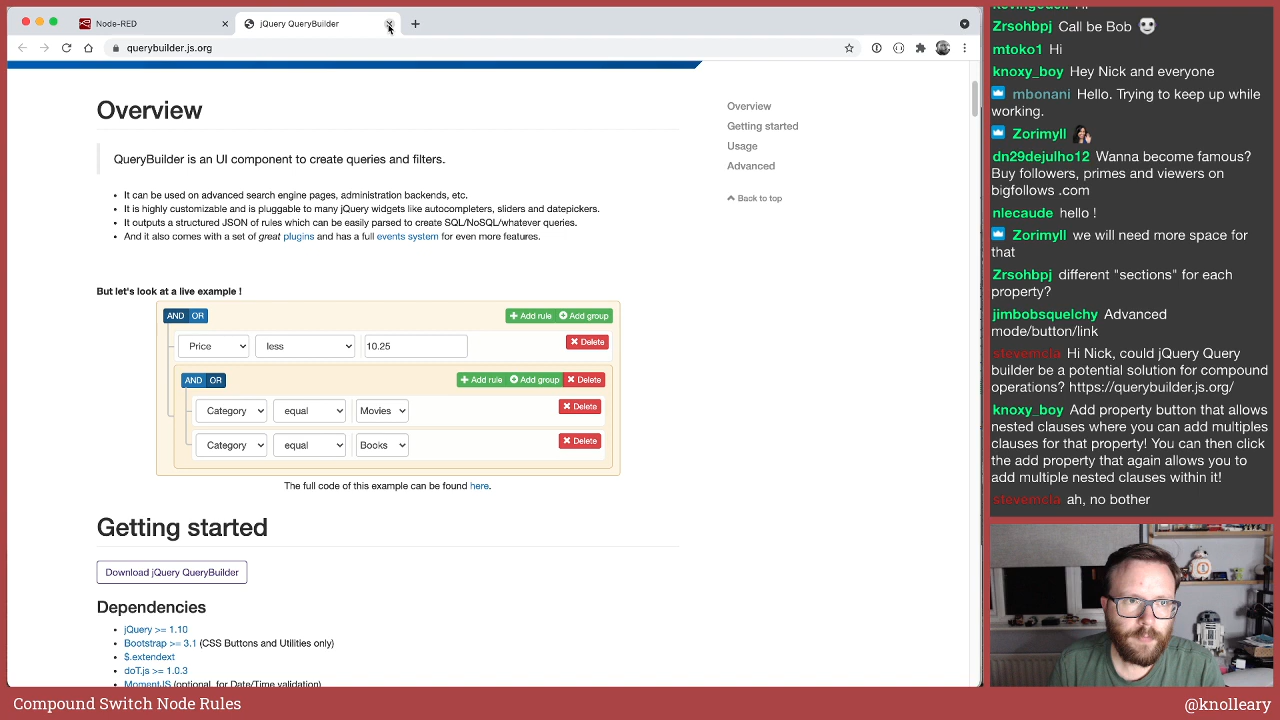 Node-RED
jQuery QueryBuilder
querybuilder.js.org
Overview
QueryBuilder is an UI component to create queries and filters.
It can be used on advanced search engine pages, administration backends, etc.
It is highly customizable and is pluggable to many jQuery widgets like autocompleters, sliders and datepickers.
It outputs a structured JSON of rules which can be easily parsed to create SQL/NoSQL/whatever queries.
And it also comes with a set of great plugins and has a full events system for even more features.
But let's look at a live example !
AND OR
Add rule Add group
Price less 10.25 Delete
AND OR
Add rule Add group Delete
Category equal Movies Delete
Category equal Books Delete
The full code of this example can be found here.
Getting started
Download jQuery QueryBuilder
Dependencies
jQuery >= 1.10
Bootstrap >= 3.1 (CSS Buttons and Utilities only)
$.extendext
doT.js >= 1.0.3
MomentJS (optional, for Date/Time validation)
Overview
Getting started
Usage
Advanced
Back to top
Zrsohbpj Call be Bob
mtoko1 Hi
knoxy_boy Hey Nick and everyone
mbonani Hello. Trying to keep up while
working.
Zorimyll
dn29dejulho12 Wanna become famous?
Buy followers, primes and viewers on
bigfollows .com
nlecaude hello !
Zorimyll we will need more space for
that
Zrsohbpj different "sections" for each
property?
jimbobsquelchy Advanced
mode/button/link
stevemcla Hi Nick, could jQuery Query
builder be a potential solution for compound
operations? https://querybuilder.js.org/
knoxy_boy Add property button that allows
nested clauses where you can add multiples
clauses for that property! You can then click
the add property that again allows you to
add multiple nested clauses within it!
stevemcla ah, no bother
Compound Switch Node Rules
@knolleary